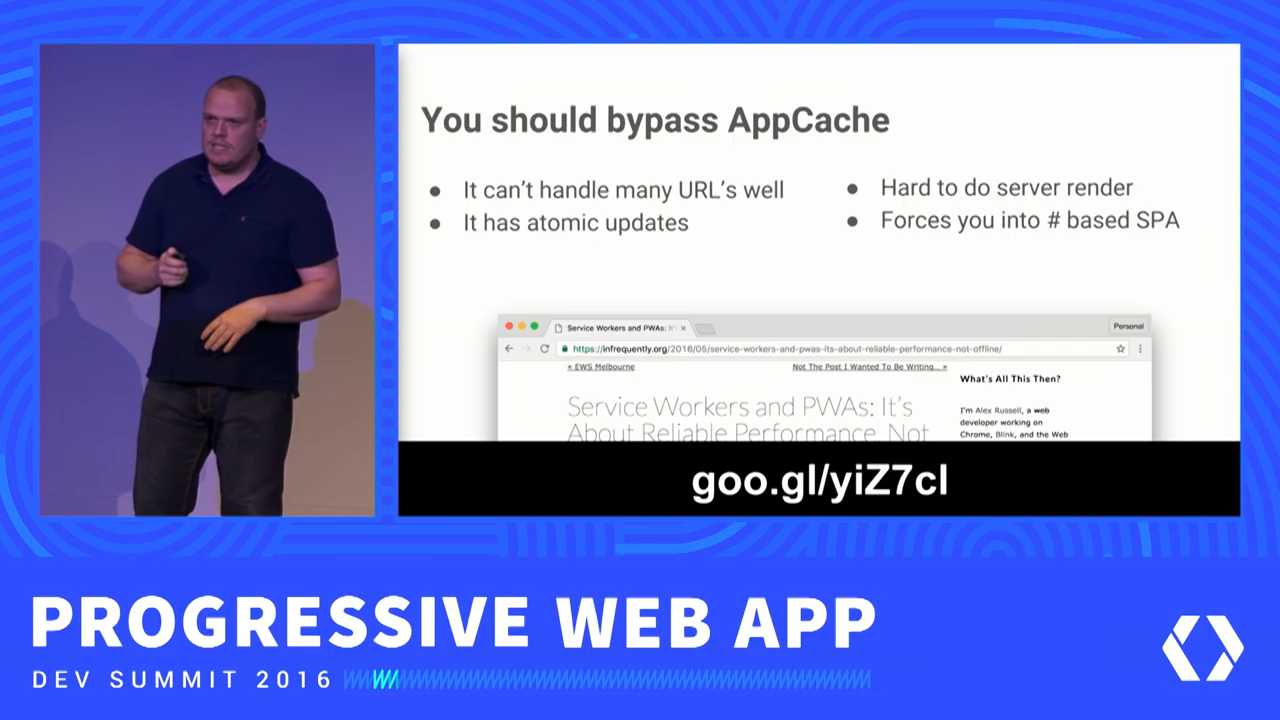 You should bypass AppCache
It can't handle many URL's well
It has atomic updates
Hard to do server render
Forces you into # based SPA
Service Workers and PWAs: It's
Personal
https://infrequently.org/2016/05/service-workers-and-pwas-its-about-reliable-performance-not-offline/
« EWS Melbourne
Not The Post I Wanted To Be Writing... »
What's All This Then?
Service Workers and PWAs: It's
About Reliable Performance, Not
I'm Alex Russell, a web
developer working on
Chrome, Blink, and the Web
goo.gl/yiZ7cl
PROGRESSIVE WEB APP
DEV SUMMIT 2016